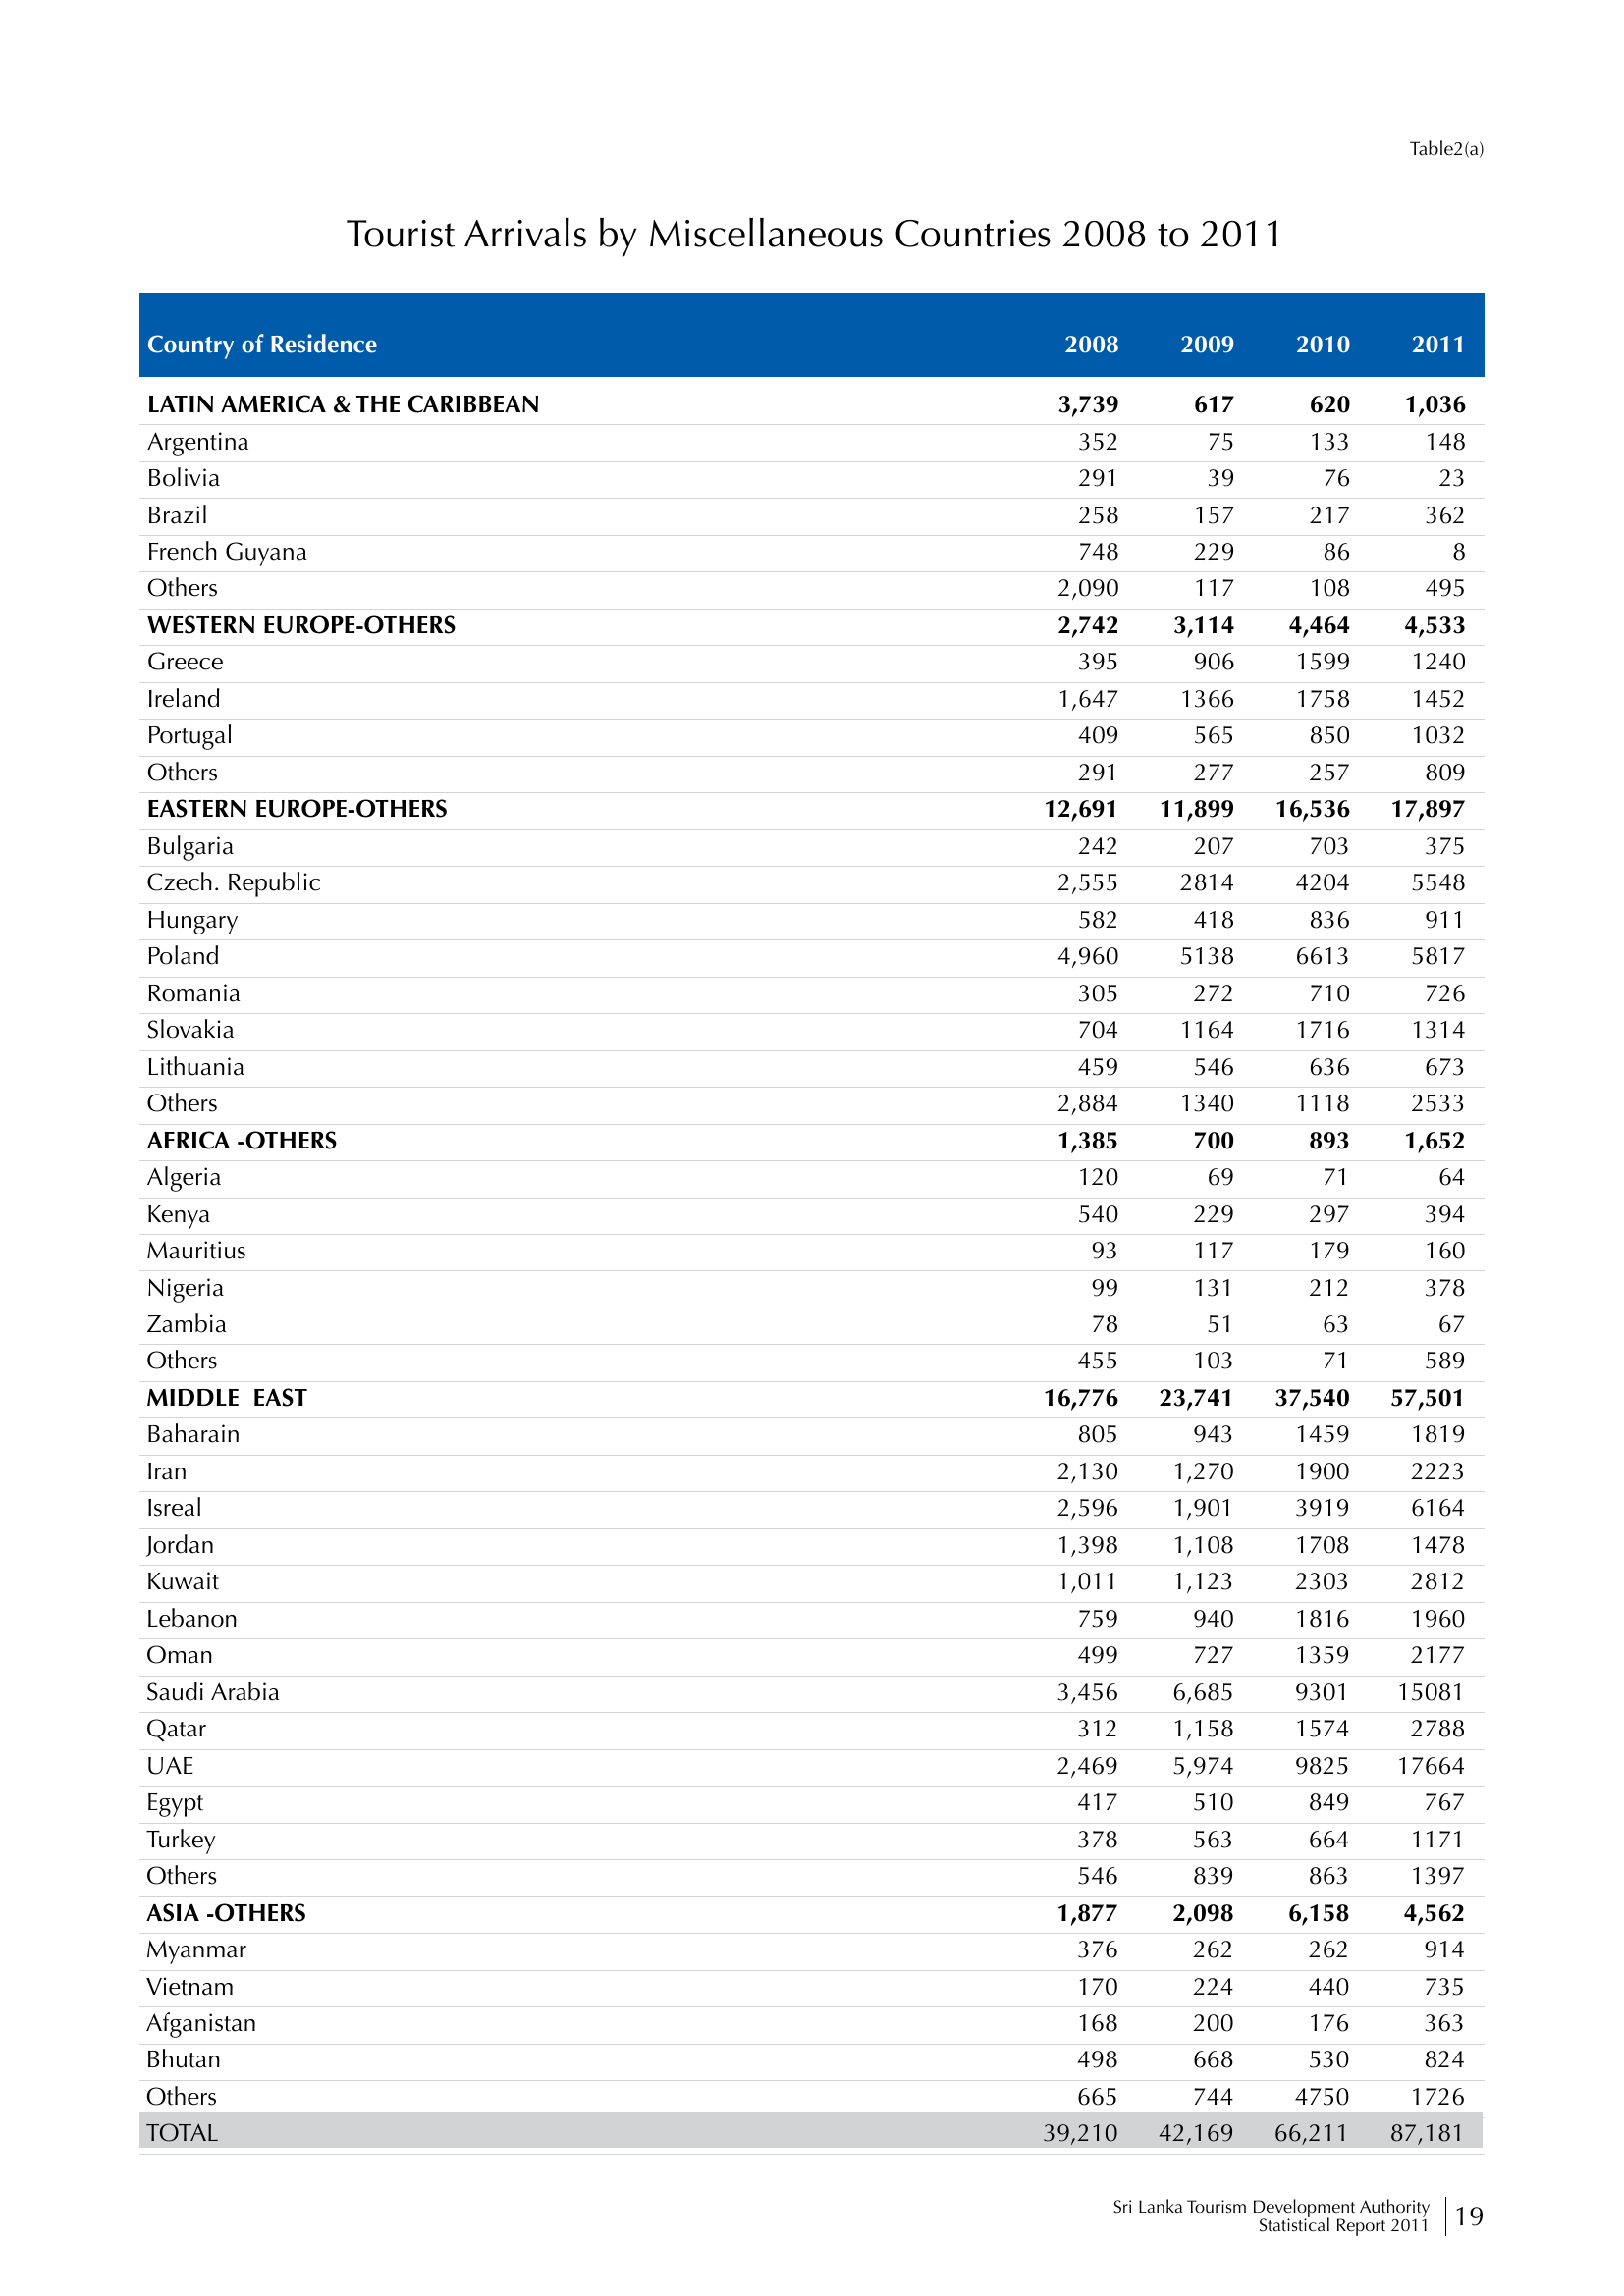 Table2(a)
Tourist Arrivals by Miscellaneous Countries 2008 to 2011
Country of Residence 2008 2009 2010 2011
LATIN AMERICA & THE CARIBBEAN 3,739 617 620 1,036
Argentina 352 75 133 148
Bolivia 291 39 76 23
Brazil 258 157 217 362
French Guyana 748 229 86 8
Others 2,090 117 108 495
WESTERN EUROPE-OTHERS 2,742 3,114 4,464 4,533
Greece 395 906 1599 1240
Ireland 1,647 1366 1758 1452
Portugal 409 565 850 1032
Others 291 277 257 809
EASTERN EUROPE-OTHERS 12,691 11,899 16,536 17,897
Bulgaria 242 207 703 375
Czech. Republic 2,555 2814 4204 5548
Hungary 582 418 836 911
Poland 4,960 5138 6613 5817
Romania 305 272 710 726
Slovakia 704 1164 1716 1314
Lithuania 459 546 636 673
Others 2,884 1340 1118 2533
AFRICA -OTHERS 1,385 700 893 1,652
Algeria 120 69 71 64
Kenya 540 229 297 394
Mauritius 93 117 179 160
Nigeria 99 131 212 378
Zambia 78 51 63 67
Others 455 103 71 589
MIDDLE EAST 16,776 23,741 37,540 57,501
Baharain 805 943 1459 1819
Iran 2,130 1,270 1900 2223
Isreal 2,596 1,901 3919 6164
Jordan 1,398 1,108 1708 1478
Kuwait 1,011 1,123 2303 2812
Lebanon 759 940 1816 1960
Oman 499 727 1359 2177
Saudi Arabia 3,456 6,685 9301 15081
Qatar 312 1,158 1574 2788
UAE 2,469 5,974 9825 17664
Egypt 417 510 849 767
Turkey 378 563 664 1171
Others 546 839 863 1397
ASIA -OTHERS 1,877 2,098 6,158 4,562
Myanmar 376 262 262 914
Vietnam 170 224 440 735
Afganistan 168 200 176 363
Bhutan 498 668 530 824
Others 665 744 4750 1726
TOTAL 39,210 42,169 66,211 87,181
Sri Lanka Tourism Development Authority
Statistical Report 2011
19